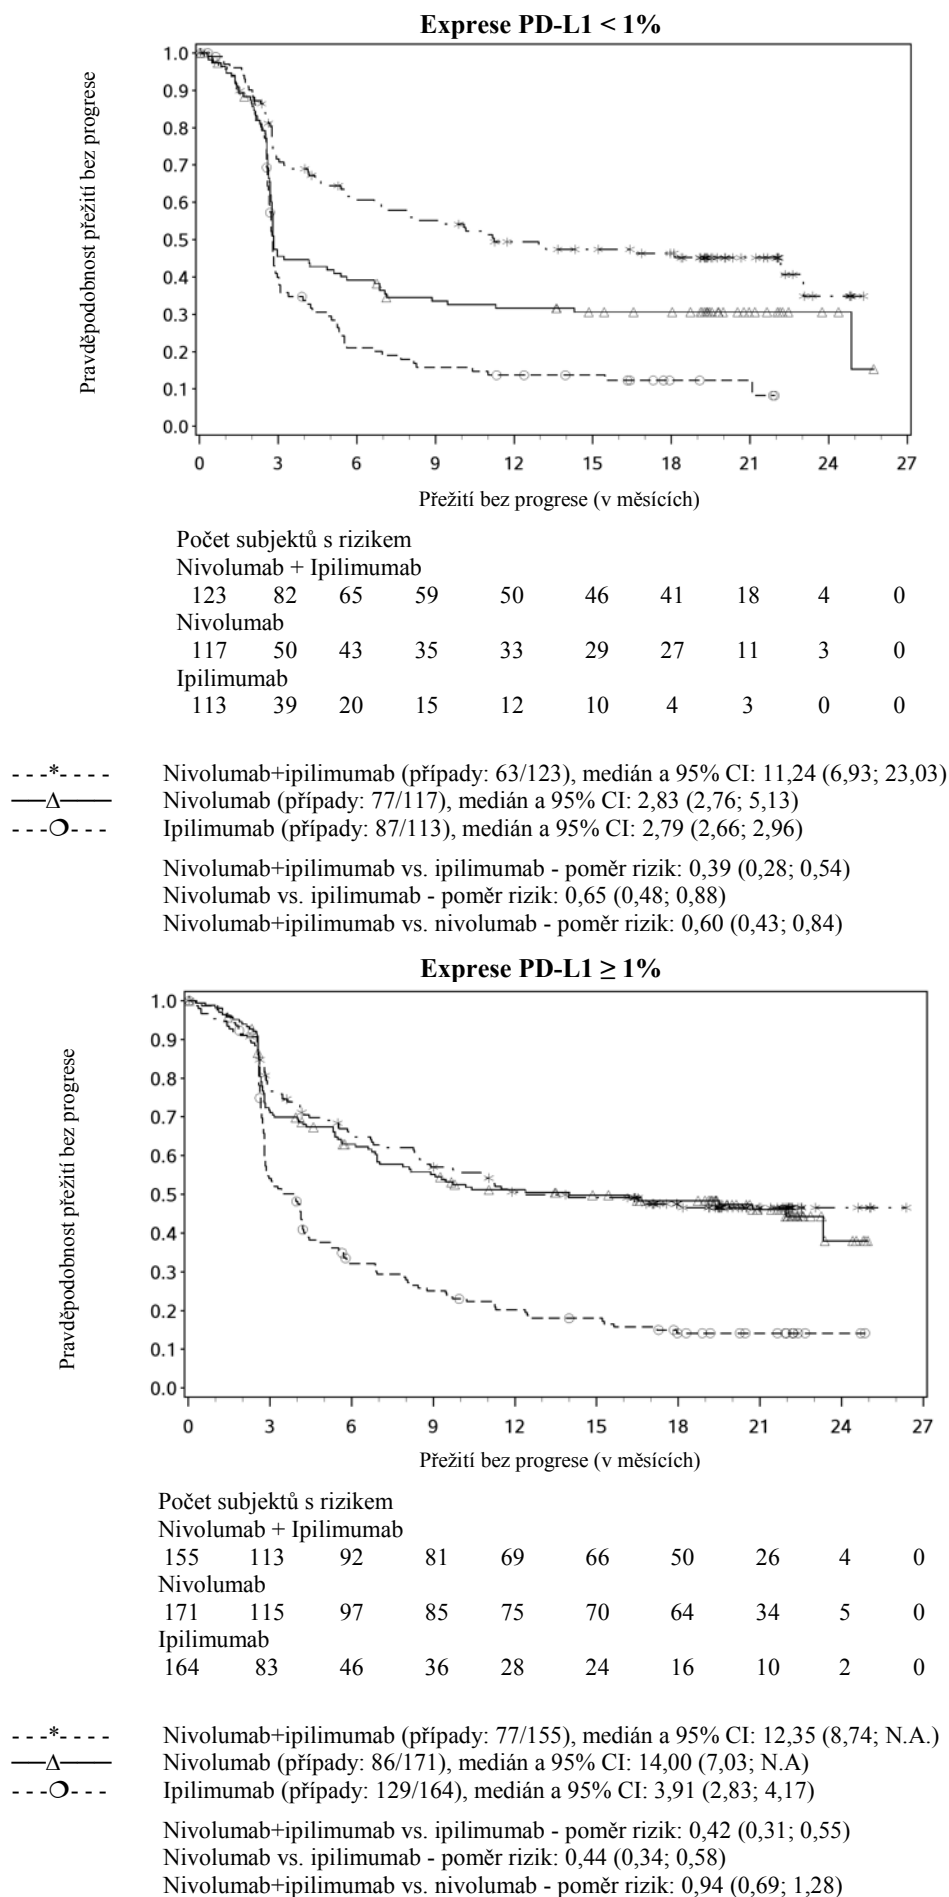 Exprese PD-L1 < 1%
Pravděpodobnost přežití bez progrese
1.0
0.9
0.8
0.7
0.6
0.5
0.4
0.3
0.2
0.1
0.0
0 3 6 9 12 15 18 21 24 27
Přežití bez progrese (v měsících)
Počet subjektů s rizikem
Nivolumab + Ipilimumab
123 82 65 59 50 46 41 18 4 0
Nivolumab
117 50 43 35 33 29 27 11 3 0
Ipilimumab
113 39 20 15 12 10 4 3 0 0
- - -*- - - - Nivolumab+ipilimumab (případy: 63/123), medián a 95% CI: 11,24 (6,93; 23,03)
──Δ─── Nivolumab (případy: 77/117), medián a 95% CI: 2,83 (2,76; 5,13)
- - -❍- - - Ipilimumab (případy: 87/113), medián a 95% CI: 2,79 (2,66; 2,96)
Nivolumab+ipilimumab vs. ipilimumab - poměr rizik: 0,39 (0,28; 0,54)
Nivolumab vs. ipilimumab - poměr rizik: 0,65 (0,48; 0,88)
Nivolumab+ipilimumab vs. nivolumab - poměr rizik: 0,60 (0,43; 0,84)
Exprese PD-L1 ≥ 1%
Pravděpodobnost přežití bez progrese
1.0
0.9
0.8
0.7
0.6
0.5
0.4
0.3
0.2
0.1
0.0
0 3 6 9 12 15 18 21 24 27
Přežití bez progrese (v měsících)
Počet subjektů s rizikem
Nivolumab + Ipilimumab
155 113 92 81 69 66 50 26 4 0
Nivolumab
171 115 97 85 75 70 64 34 5 0
Ipilimumab
164 83 46 36 28 24 16 10 2 0
- - -*- - - - Nivolumab+ipilimumab (případy: 77/155), medián a 95% CI: 12,35 (8,74; N.A.)
──Δ─── Nivolumab (případy: 86/171), medián a 95% CI: 14,00 (7,03; N.A)
- - -❍- - - Ipilimumab (případy: 129/164), medián a 95% CI: 3,91 (2,83; 4,17)
Nivolumab+ipilimumab vs. ipilimumab - poměr rizik: 0,42 (0,31; 0,55)
Nivolumab vs. ipilimumab - poměr rizik: 0,44 (0,34; 0,58)
Nivolumab+ipilimumab vs. nivolumab - poměr rizik: 0,94 (0,69; 1,28)